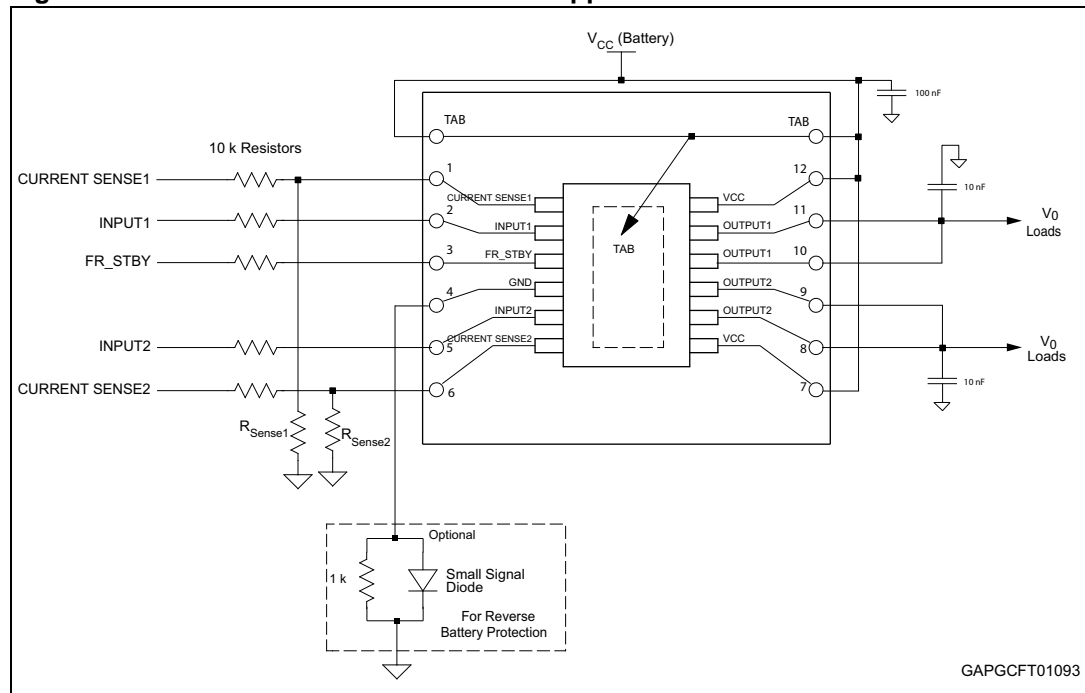 V_CC (Battery)
100 nF
TAB
TAB
10 k Resistors
CURRENT SENSE1
1
CURRENT SENSE1
VCC
12
10 nF
INPUT1
2
INPUT1
OUTPUT1
11
V_0
Loads
FR_STBY
3
FR_STBY
TAB
OUTPUT1
10
4
GND
OUTPUT2
9
INPUT2
5
INPUT2
OUTPUT2
8
V_0
Loads
CURRENT SENSE2
6
CURRENT SENSE2
VCC
7
10 nF
R_Sense1
R_Sense2
Optional
1 k
Small Signal
Diode
For Reverse
Battery Protection
GAPGCFT01093